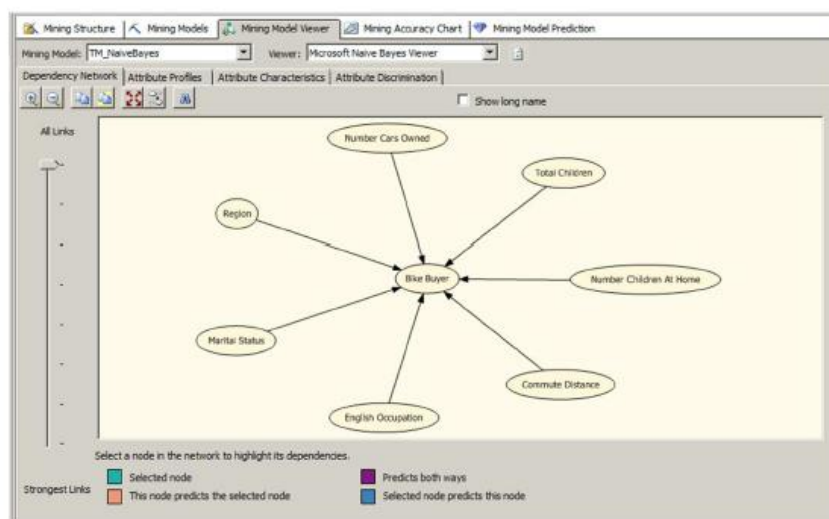 Mining Structure Mining Models Mining Model Viewer Mining Accuracy Chart Mining Model Prediction
Mining Model: TM_NaiveBayes Viewer: Microsoft Naive Bayes Viewer
Dependency Network Attribute Profiles Attribute Characteristics Attribute Discrimination
Show long name
All Links
Number Cars Owned
Total Children
Region
Bike Buyer
Number Children At Home
Marital Status
Commute Distance
English Occupation
Select a node in the network to highlight its dependencies.
Selected node Predicts both ways
Strongest Links
This node predicts the selected node Selected node predicts this node